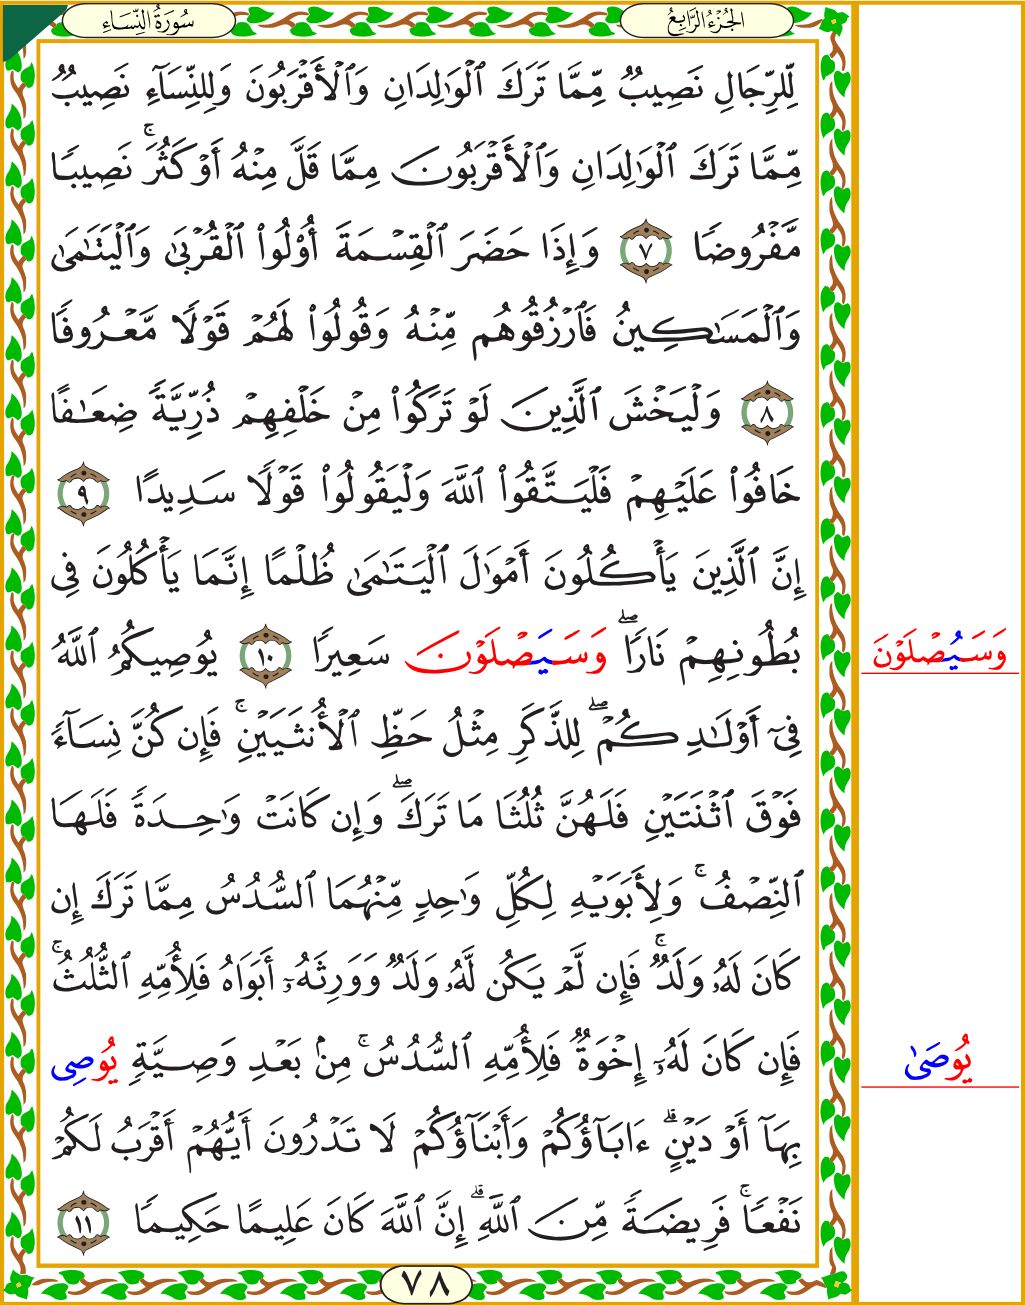 الجُزْءُ الرَّابِعُ
سُورَةُ النِّسَاءِ
لِّلرِّجَالِ نَصِيبٌ مِّمَّا تَرَكَ ٱلْوَٰلِدَانِ وَٱلْأَقْرَبُونَ وَلِلنِّسَآءِ نَصِيبٌ
مِّمَّا تَرَكَ ٱلْوَٰلِدَانِ وَٱلْأَقْرَبُونَ مِمَّا قَلَّ مِنْهُ أَوْ كَثُرَۚ نَصِيبًا
مَّفْرُوضًا ٧ وَإِذَا حَضَرَ ٱلْقِسْمَةَ أُو۟لُوا۟ ٱلْقُرْبَىٰ وَٱلْيَتَٰمَىٰ
وَٱلْمَسَٰكِينُ فَٱرْزُقُوهُم مِّنْهُ وَقُولُوا۟ لَهُمْ قَوْلًا مَّعْرُوفًا
٨ وَلْيَخْشَ ٱلَّذِينَ لَوْ تَرَكُوا۟ مِنْ خَلْفِهِمْ ذُرِّيَّةً ضِعَٰفًا
خَافُوا۟ عَلَيْهِمْ فَلْيَتَّقُوا۟ ٱللَّهَ وَلْيَقُولُوا۟ قَوْلًا سَدِيدًا ٩
إِنَّ ٱلَّذِينَ يَأْكُلُونَ أَمْوَٰلَ ٱلْيَتَٰمَىٰ ظُلْمًا إِنَّمَا يَأْكُلُونَ فِى
بُطُونِهِمْ نَارًاۖ وَسَيَصْلَوْنَ سَعِيرًا ١٠ يُوصِيكُمُ ٱللَّهُ
وَسَيُصْلَوْنَ
فِىٓ أَوْلَٰدِكُمْۖ لِلذَّكَرِ مِثْلُ حَظِّ ٱلْأُنثَيَيْنِۚ فَإِن كُنَّ نِسَآءً
فَوْقَ ٱثْنَتَيْنِ فَلَهُنَّ ثُلُثَا مَا تَرَكَۖ وَإِن كَانَتْ وَٰحِدَةً فَلَهَا
ٱلنِّصْفُۚ وَلِأَبَوَيْهِ لِكُلِّ وَٰحِدٍ مِّنْهُمَا ٱلسُّدُسُ مِمَّا تَرَكَ إِن
كَانَ لَهُۥ وَلَدٌۚ فَإِن لَّمْ يَكُن لَّهُۥ وَلَدٌ وَوَرِثَهُۥٓ أَبَوَاهُ فَلِأُمِّهِ ٱلثُّلُثُۚ
فَإِن كَانَ لَهُۥٓ إِخْوَةٌ فَلِأُمِّهِ ٱلسُّدُسُۚ مِنۢ بَعْدِ وَصِيَّةٍ يُوصِى
يُوصَىٰ
بِهَآ أَوْ دَيْنٍۗ ءَابَآؤُكُمْ وَأَبْنَآؤُكُمْ لَا تَدْرُونَ أَيُّهُمْ أَقْرَبُ لَكُمْ
نَفْعًاۚ فَرِيضَةً مِّنَ ٱللَّهِۗ إِنَّ ٱللَّهَ كَانَ عَلِيمًا حَكِيمًا ١١
٧٨